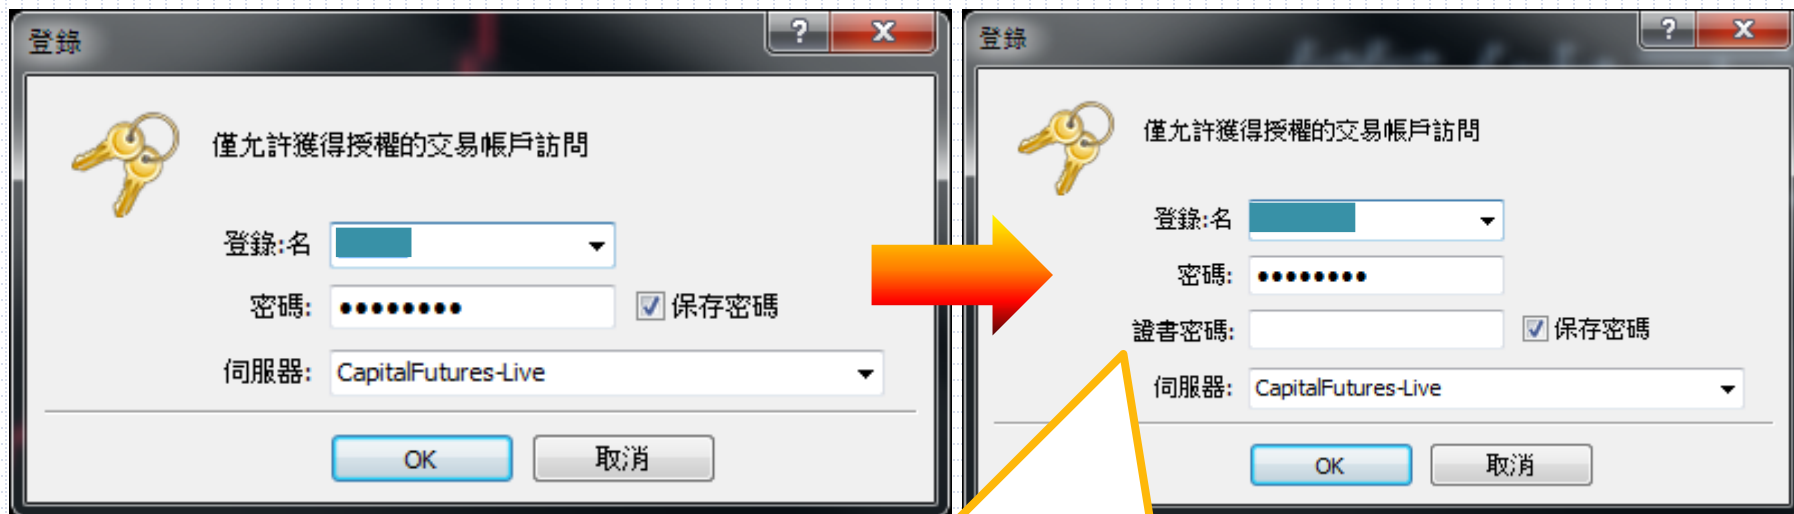 登錄
僅允許獲得授權的交易帳戶訪問
登錄:名
密碼: ●●●●●●●●
保存密碼
伺服器: CapitalFutures-Live
OK
取消
登錄
僅允許獲得授權的交易帳戶訪問
登錄:名
密碼: ●●●●●●●●
證書密碼:
保存密碼
伺服器: CapitalFutures-Live
OK
取消